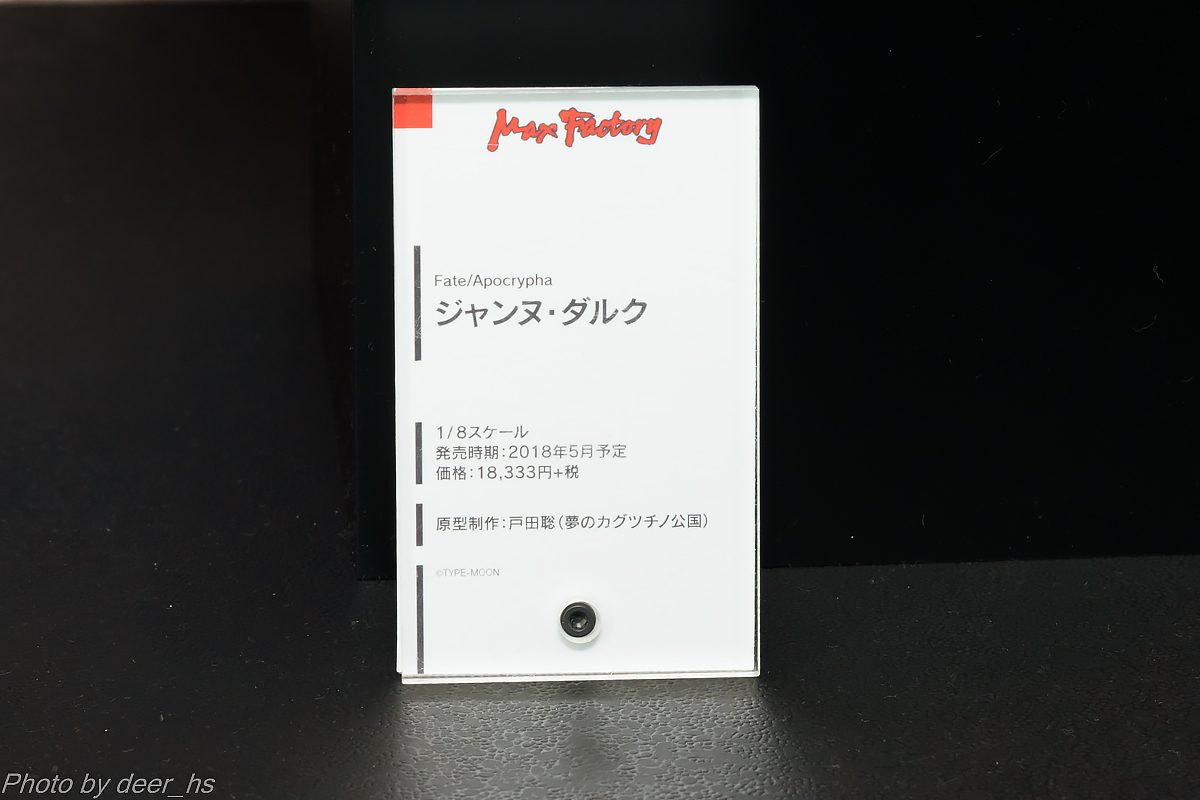 Max Factory
Fate/Apocrypha
ジャンヌ・ダルク
1/8スケール
発売時期：2018年5月予定
価格：18,333円+税
原型制作：戸田聡（夢のカグツチノ公国）
©TYPE-MOON
Photo by deer_hs